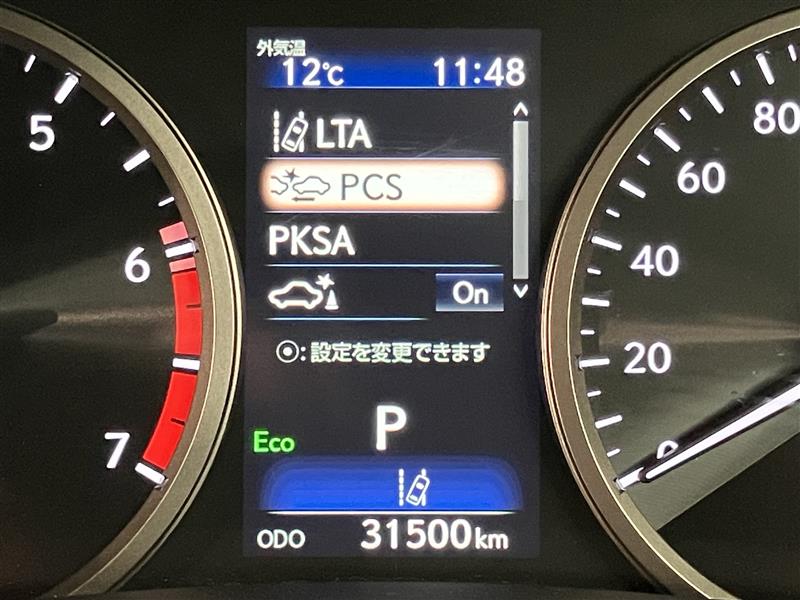 外気温
12℃ 11:48
LTA
PCS
PKSA
On
:設定を変更できます
P
Eco
ODO 31500km
5
6
7
80
60
40
20
0